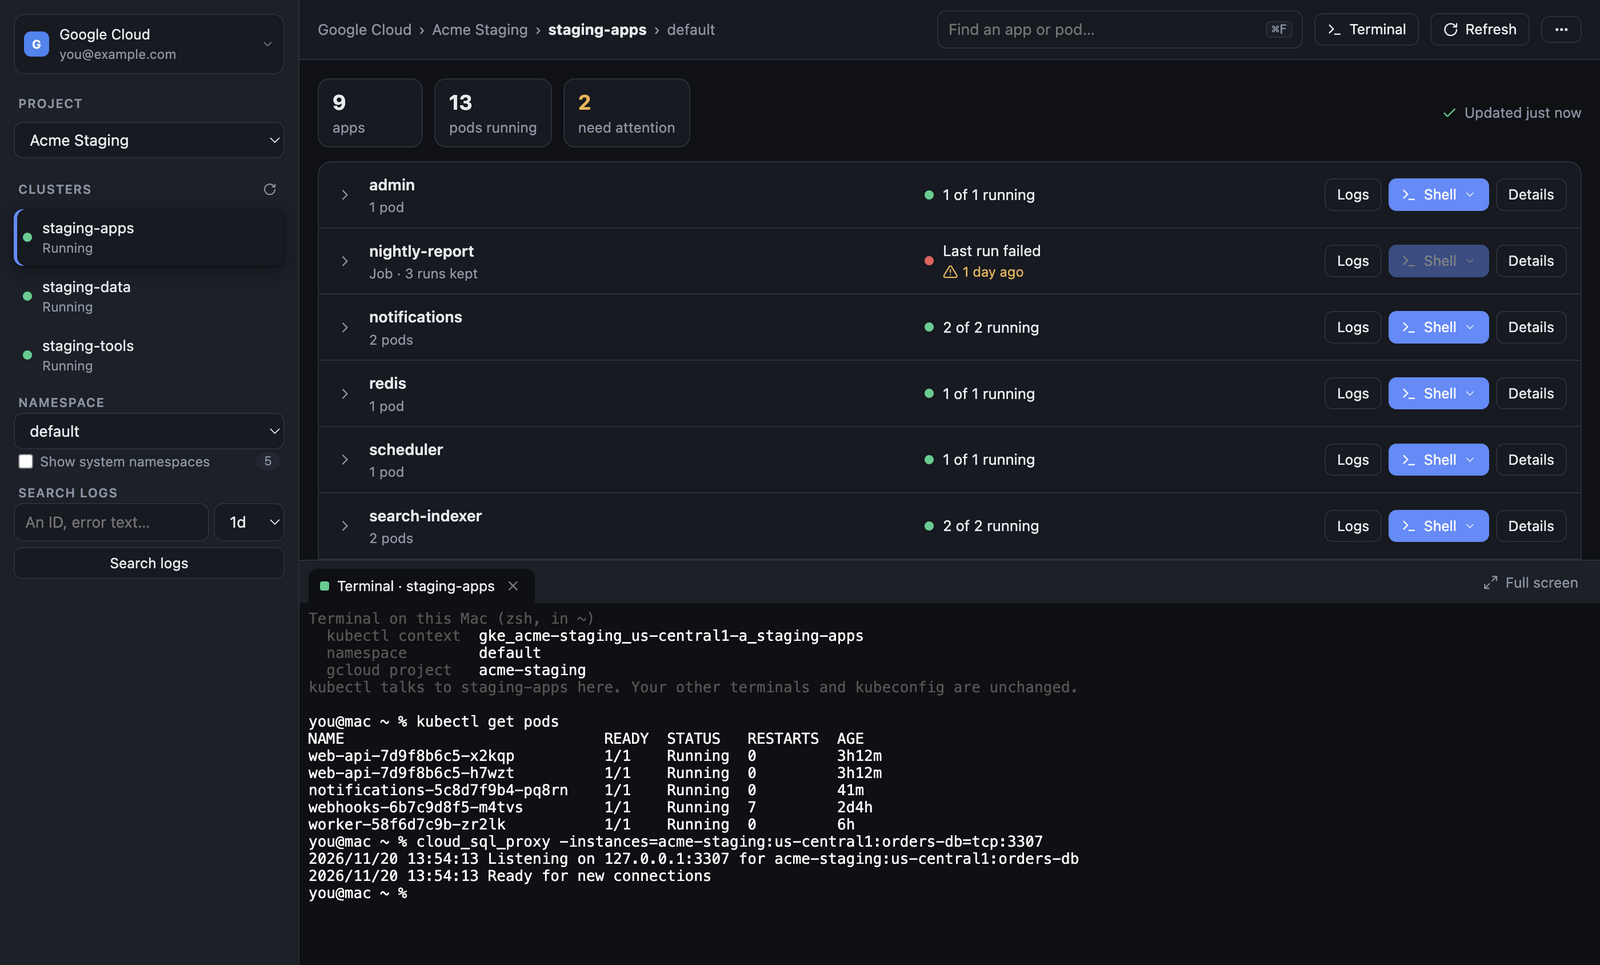 G
Google Cloud
you@example.com
PROJECT
Acme Staging
CLUSTERS
staging-apps
Running
staging-data
Running
staging-tools
Running
NAMESPACE
default
Show system namespaces 5
SEARCH LOGS
An ID, error text... 1d
Search logs
Google Cloud › Acme Staging › staging-apps › default
Find an app or pod... ⌘F
>_ Terminal
Refresh
...
9
apps
13
pods running
2
need attention
Updated just now
admin
1 pod
1 of 1 running
Logs >_ Shell Details
nightly-report
Job · 3 runs kept
Last run failed
1 day ago
Logs >_ Shell Details
notifications
2 pods
2 of 2 running
Logs >_ Shell Details
redis
1 pod
1 of 1 running
Logs >_ Shell Details
scheduler
1 pod
1 of 1 running
Logs >_ Shell Details
search-indexer
2 pods
2 of 2 running
Logs >_ Shell Details
Terminal · staging-apps
Full screen
Terminal on this Mac (zsh, in ~)
kubectl context gke_acme-staging_us-central1-a_staging-apps
namespace default
gcloud project acme-staging
kubectl talks to staging-apps here. Your other terminals and kubeconfig are unchanged.
you@mac ~ % kubectl get pods
NAME READY STATUS RESTARTS AGE
web-api-7d9f8b6c5-x2kqp 1/1 Running 0 3h12m
web-api-7d9f8b6c5-h7wzt 1/1 Running 0 3h12m
notifications-5c8d7f9b4-pq8rn 1/1 Running 0 41m
webhooks-6b7c9d8f5-m4tvs 1/1 Running 7 2d4h
worker-58f6d7c9b-zr2lk 1/1 Running 0 6h
you@mac ~ % cloud_sql_proxy -instances=acme-staging:us-central1:orders-db=tcp:3307
2026/11/20 13:54:13 Listening on 127.0.0.1:3307 for acme-staging:us-central1:orders-db
2026/11/20 13:54:13 Ready for new connections
you@mac ~ %